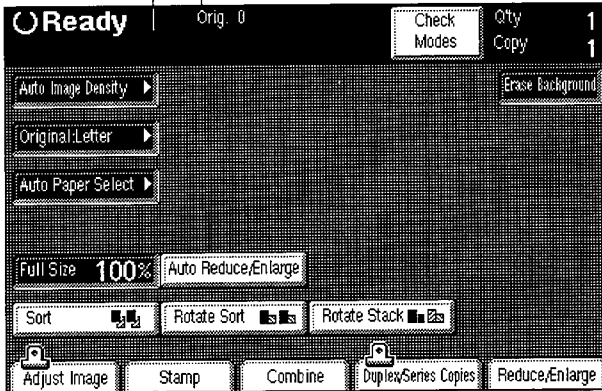 Ready Orig. 0 Check Modes Q'ty 1
Copy 1
Auto Image Density
Erase Background
Original:Letter
Auto Paper Select
Full Size 100% Auto Reduce/Enlarge
Sort Rotate Sort Rotate Stack
Adjust Image Stamp Combine Duplex/Series Copies Reduce/Enlarge